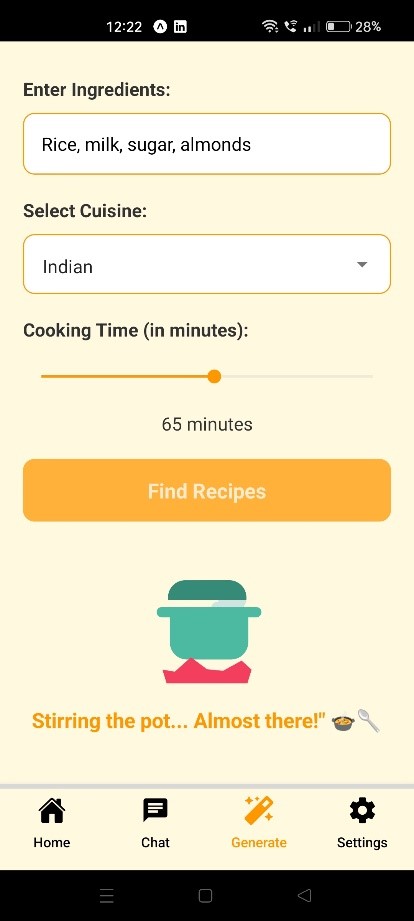 12:22 28%
Enter Ingredients:
Rice, milk, sugar, almonds
Select Cuisine:
Indian
Cooking Time (in minutes):
65 minutes
Find Recipes
Stirring the pot... Almost there!" 🍲🥄
Home Chat Generate Settings